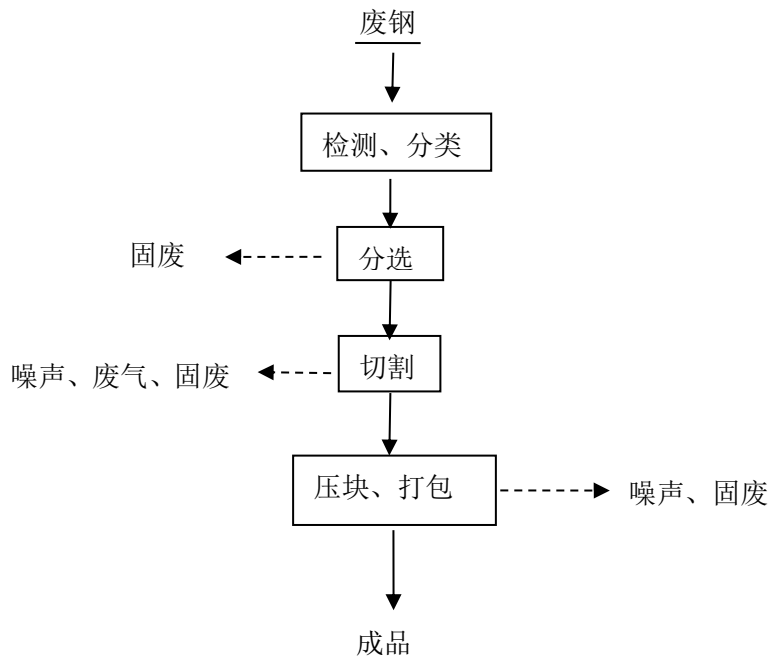 废钢
检测、分类
固废
分选
噪声、废气、固废
切割
压块、打包
噪声、固废
成品